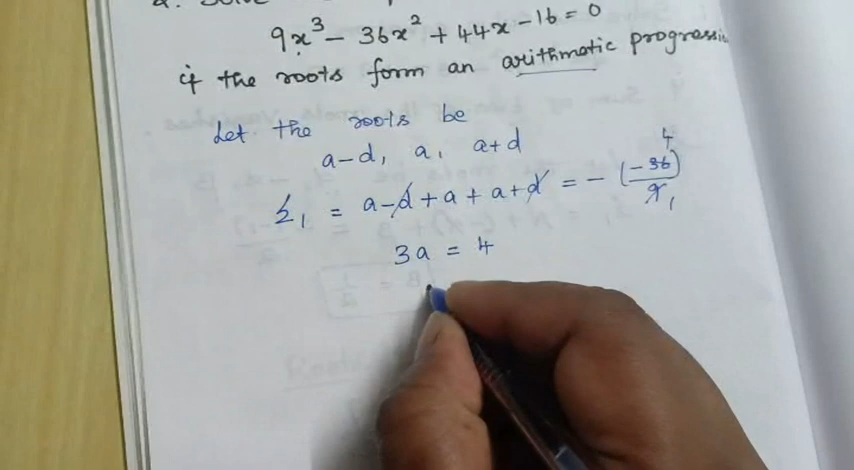 9x³ - 36x² + 44x - 16 = 0
if the roots form an arithmatic progressi
Let the roots be
a-d, a, a+d
Σ₁ = a-d + a + a+d = - (-36)/9 4 1
3a = 4